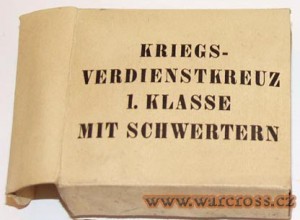 KRIEGS-
VERDIENSTKREUZ
1. KLASSE
MIT SCHWERTERN
www.warcross.cz